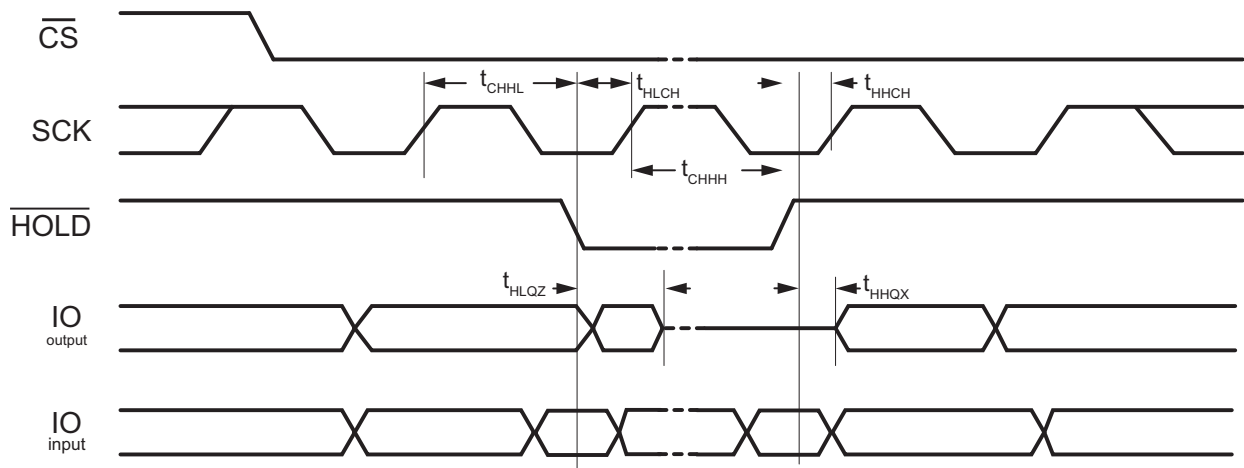 CS
tCHHL
tHLCH
tHHCH
SCK
tCHHH
HOLD
tHLQZ
tHHQX
IO
output
IO
input